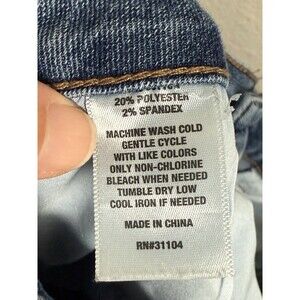 20% POLYESTER
2% SPANDEX
MACHINE WASH COLD
GENTLE CYCLE
WITH LIKE COLORS
ONLY NON-CHLORINE
BLEACH WHEN NEEDED
TUMBLE DRY LOW
COOL IRON IF NEEDED
MADE IN CHINA
RN#31104